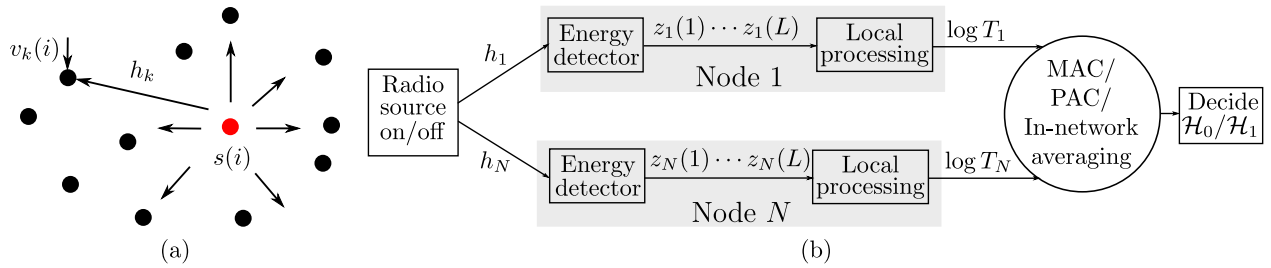 v_k(i)
h_k
s(i)
(a)
Radio
source
on/off
h_1
h_N
Energy
detector
z_1(1) ··· z_1(L)
Local
processing
log T_1
Node 1
Energy
detector
z_N(1) ··· z_N(L)
Local
processing
log T_N
Node N
MAC/
PAC/
In-network
averaging
Decide
ℋ_0/ℋ_1
(b)